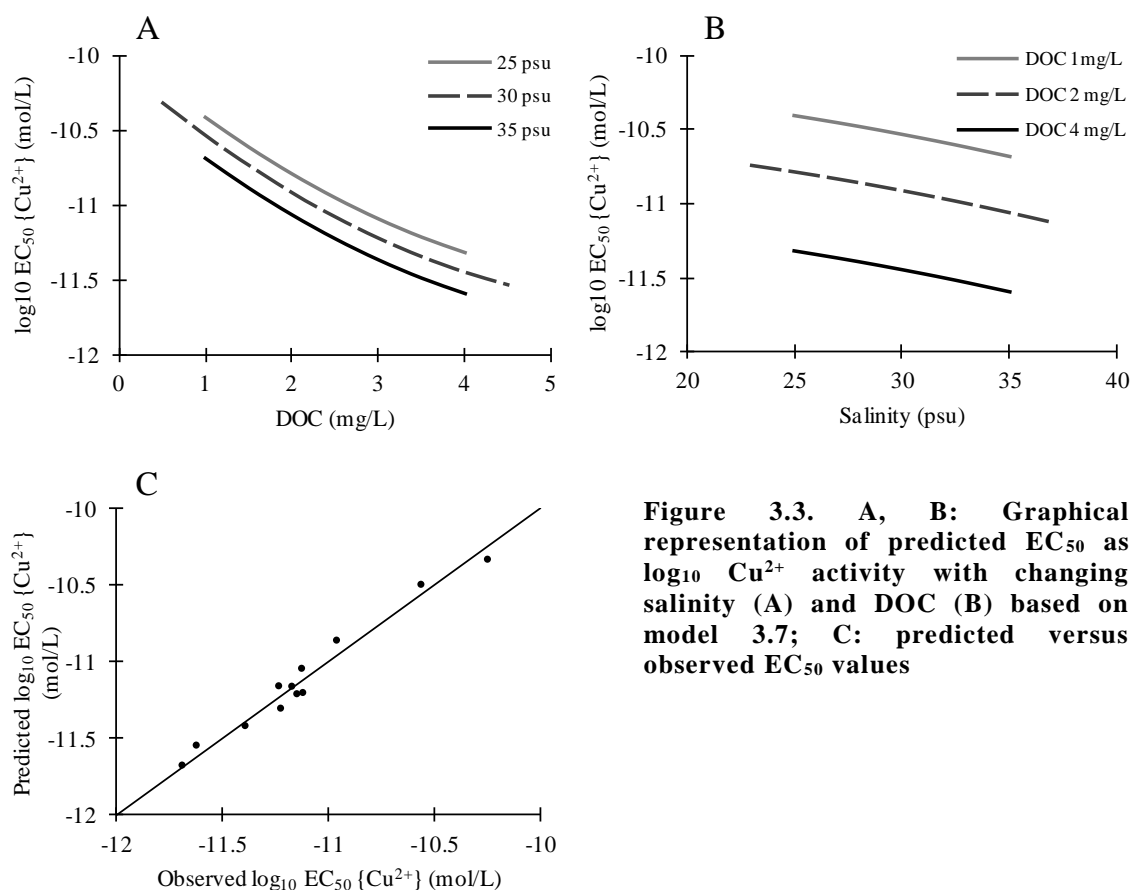 A
log10 EC50 {Cu2+} (mol/L)
-10
-10.5
-11
-11.5
-12
0 1 2 3 4 5
DOC (mg/L)
25 psu
30 psu
35 psu
B
log10 EC50 {Cu2+} (mol/L)
-10
-10.5
-11
-11.5
-12
20 25 30 35 40
Salinity (psu)
DOC 1mg/L
DOC 2 mg/L
DOC 4 mg/L
C
Predicted log10 EC50 {Cu2+}
(mol/L)
-10
-10.5
-11
-11.5
-12
-12 -11.5 -11 -10.5 -10
Observed log10 EC50 {Cu2+} (mol/L)
Figure 3.3. A, B: Graphical
representation of predicted EC50 as
log10 Cu2+ activity with changing
salinity (A) and DOC (B) based on
model 3.7; C: predicted versus
observed EC50 values